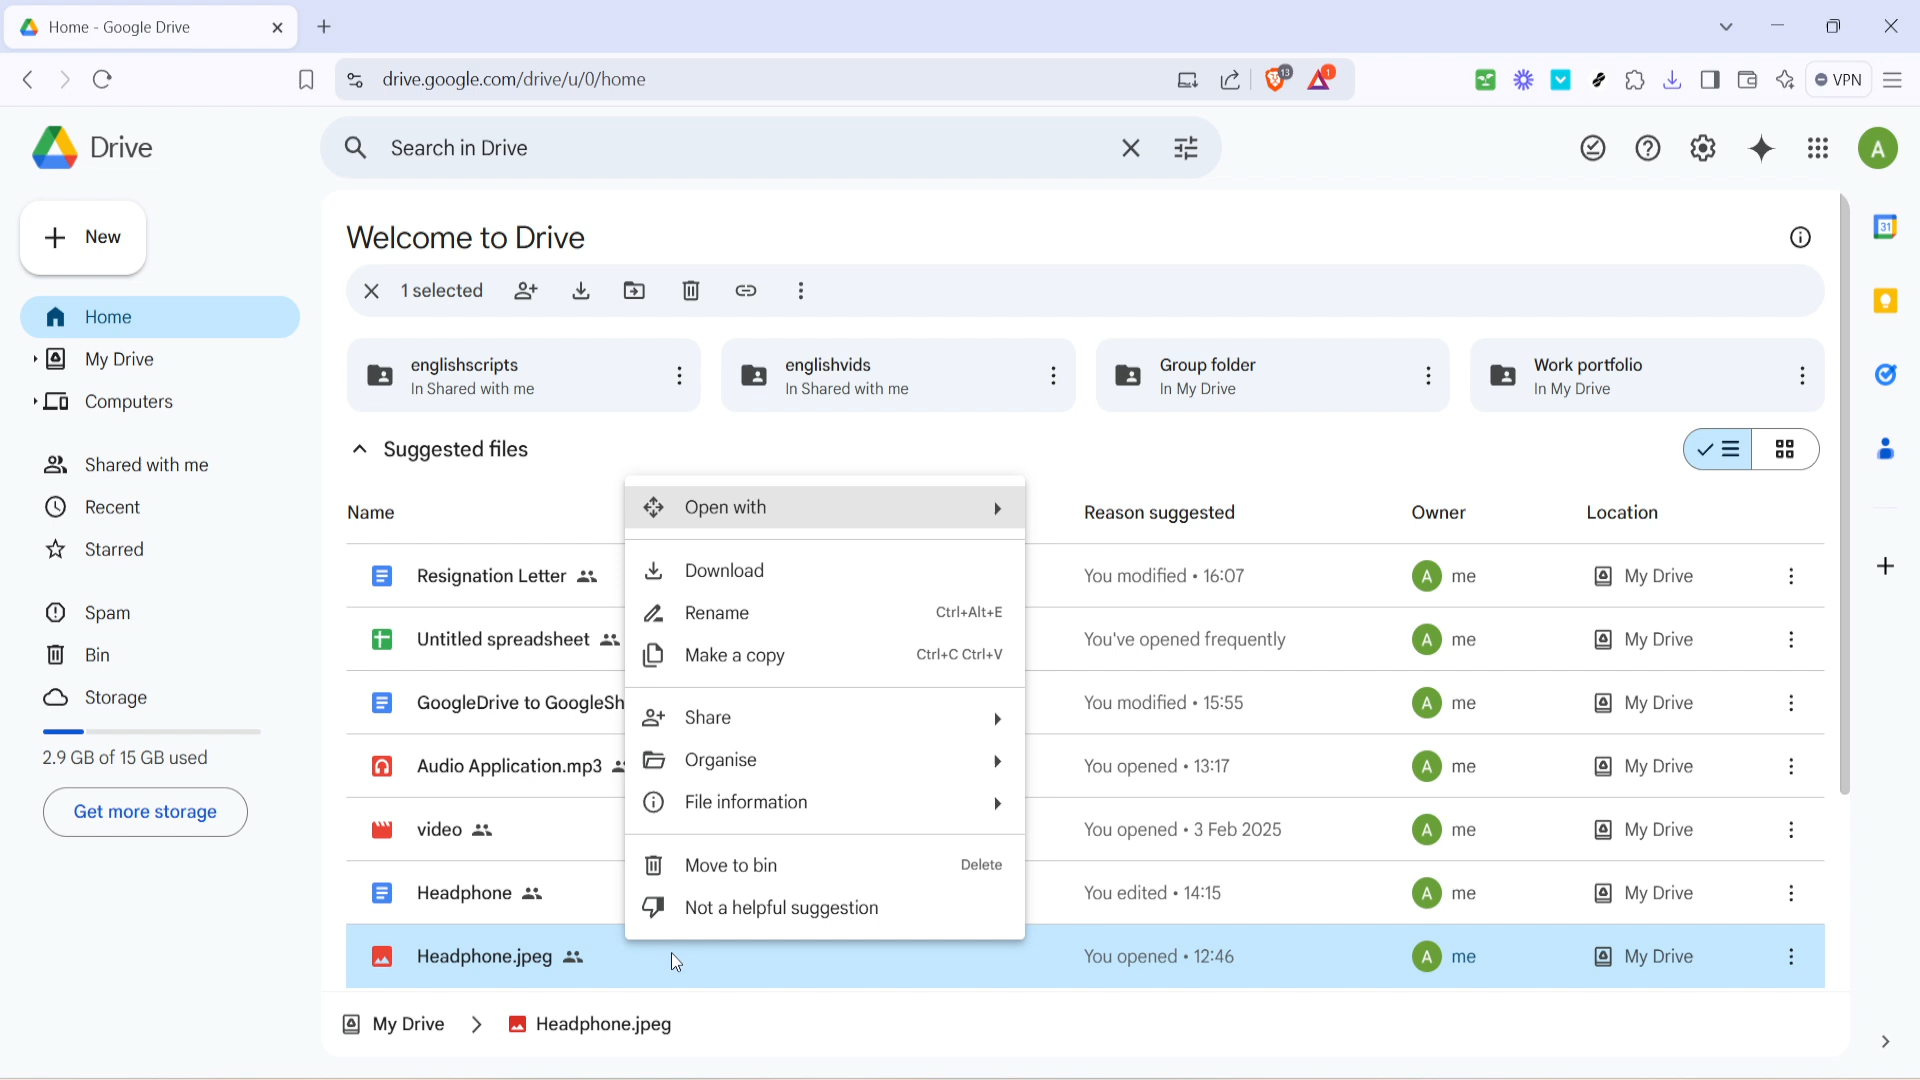 Home - Google Drive
drive.google.com/drive/u/0/home
13
1
VPN
Drive
Search in Drive
A
New
Welcome to Drive
31
1 selected
Home
My Drive
Computers
englishscripts
In Shared with me
englishvids
In Shared with me
Group folder
In My Drive
Work portfolio
In My Drive
Shared with me
Recent
Starred
Suggested files
Name
Reason suggested
Owner
Location
Open with
Resignation Letter
You modified • 16:07
A me
My Drive
Download
Spam
Rename Ctrl+Alt+E
Untitled spreadsheet
You've opened frequently
A me
My Drive
Bin
Make a copy Ctrl+C Ctrl+V
Storage
GoogleDrive to GoogleSh
You modified • 15:55
A me
My Drive
Share
2.9 GB of 15 GB used
Audio Application.mp3
You opened • 13:17
A me
My Drive
Organise
Get more storage
File information
video
You opened • 3 Feb 2025
A me
My Drive
Move to bin Delete
Headphone
You edited • 14:15
A me
My Drive
Not a helpful suggestion
Headphone.jpeg
You opened • 12:46
A me
My Drive
My Drive
Headphone.jpeg